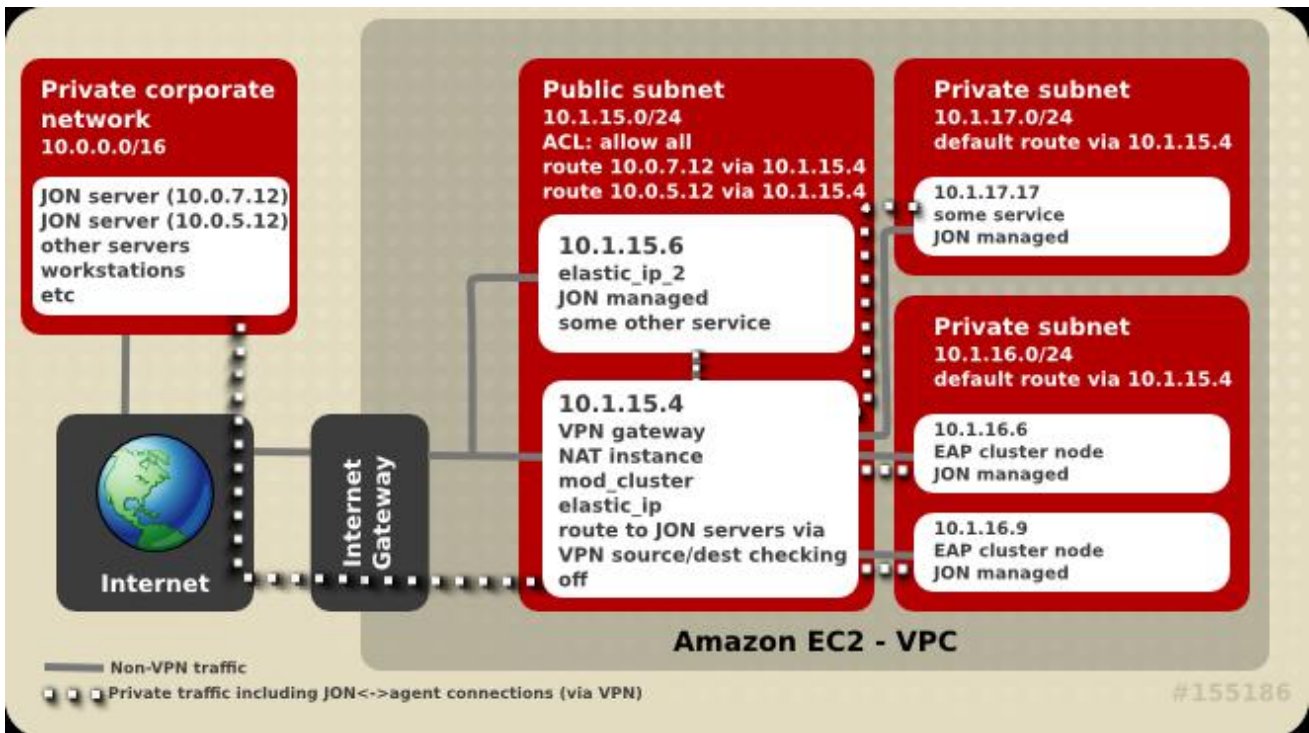 Private corporate
network
10.0.0.0/16
JON server (10.0.7.12)
JON server (10.0.5.12)
other servers
workstations
etc
Internet
Internet
Gateway
Public subnet
10.1.15.0/24
ACL: allow all
route 10.0.7.12 via 10.1.15.4
route 10.0.5.12 via 10.1.15.4
10.1.15.6
elastic_ip_2
JON managed
some other service
10.1.15.4
VPN gateway
NAT instance
mod_cluster
elastic_ip
route to JON servers via
VPN source/dest checking
off
Private subnet
10.1.17.0/24
default route via 10.1.15.4
10.1.17.17
some service
JON managed
Private subnet
10.1.16.0/24
default route via 10.1.15.4
10.1.16.6
EAP cluster node
JON managed
10.1.16.9
EAP cluster node
JON managed
Amazon EC2 - VPC
Non-VPN traffic
Private traffic including JON<->agent connections (via VPN)
#155186